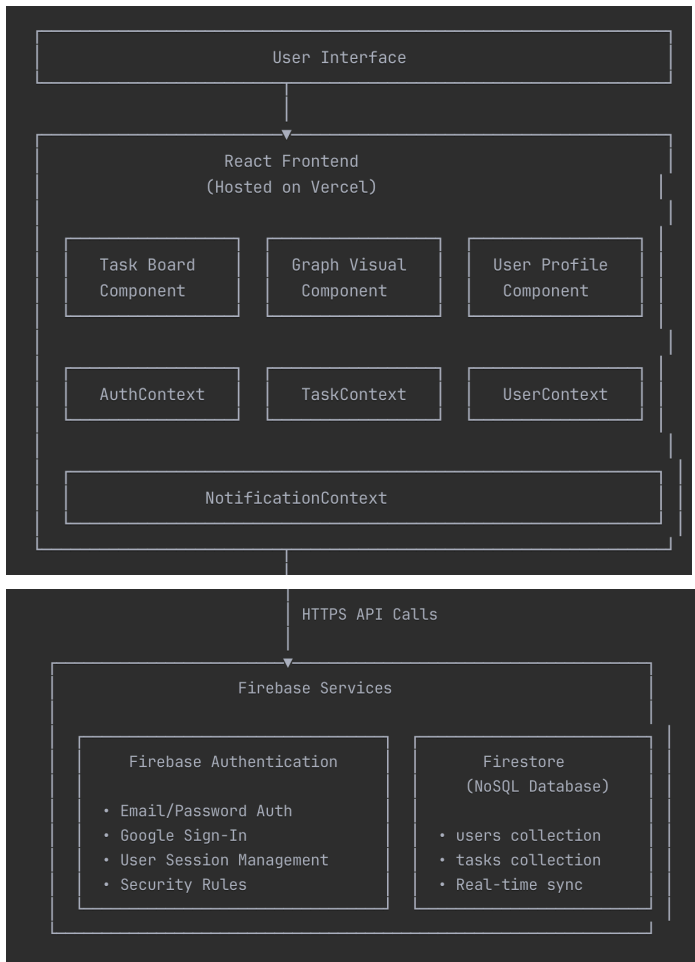 User Interface
React Frontend
(Hosted on Vercel)
Task Board Component
Graph Visual Component
User Profile Component
AuthContext
TaskContext
UserContext
NotificationContext
HTTPS API Calls
Firebase Services
Firebase Authentication
• Email/Password Auth
• Google Sign-In
• User Session Management
• Security Rules
Firestore
(NoSQL Database)
• users collection
• tasks collection
• Real-time sync